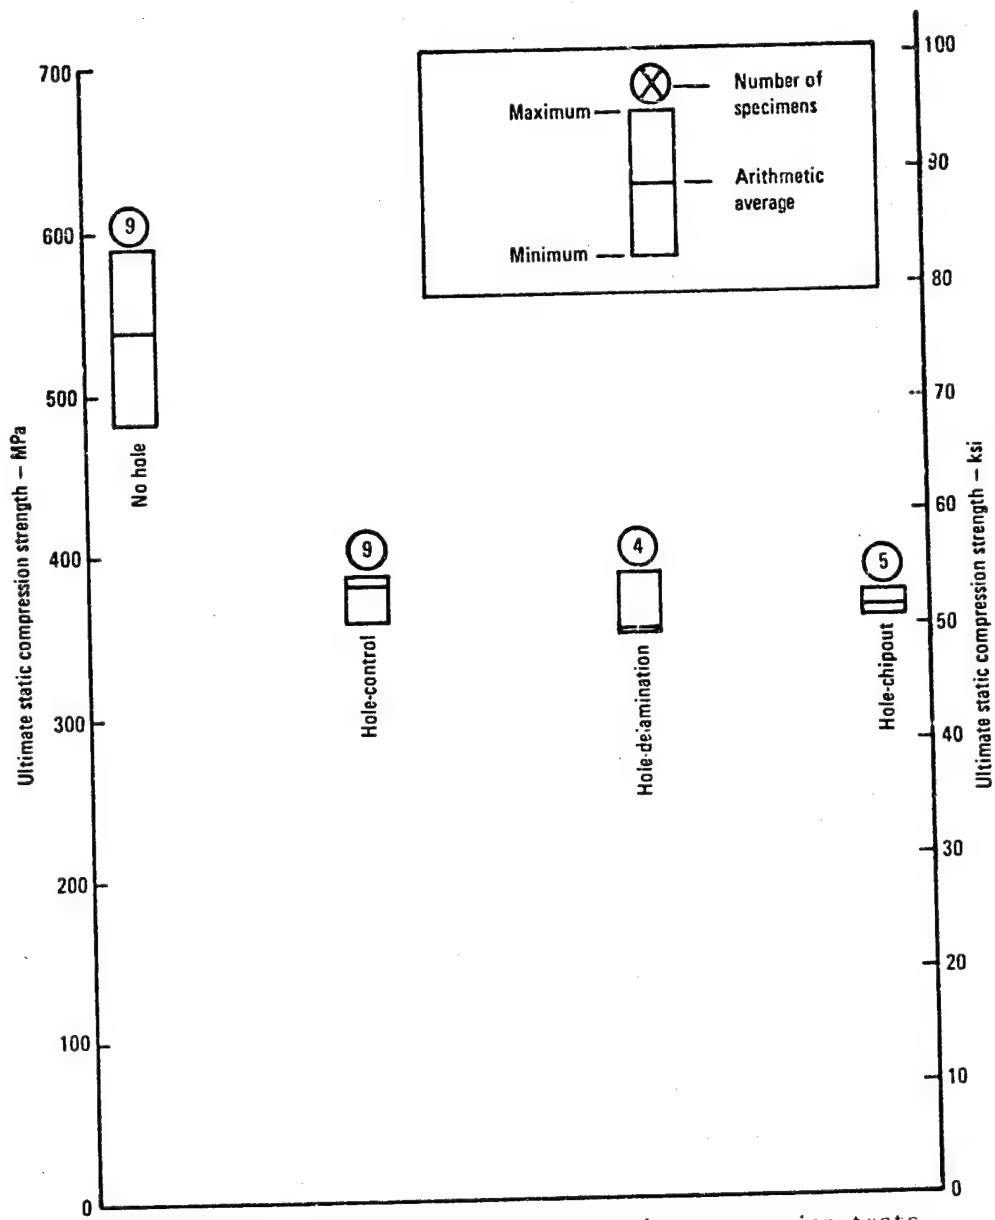 700
600
500
400
300
200
100
0
Ultimate static compression strength – MPa
Maximum
Minimum
Number of
specimens
Arithmetic
average
9
No hole
9
Hole-control
4
Hole-delamination
5
Hole-chipout
100
90
80
70
60
50
40
30
20
10
0
Ultimate static compression strength – ksi
tests